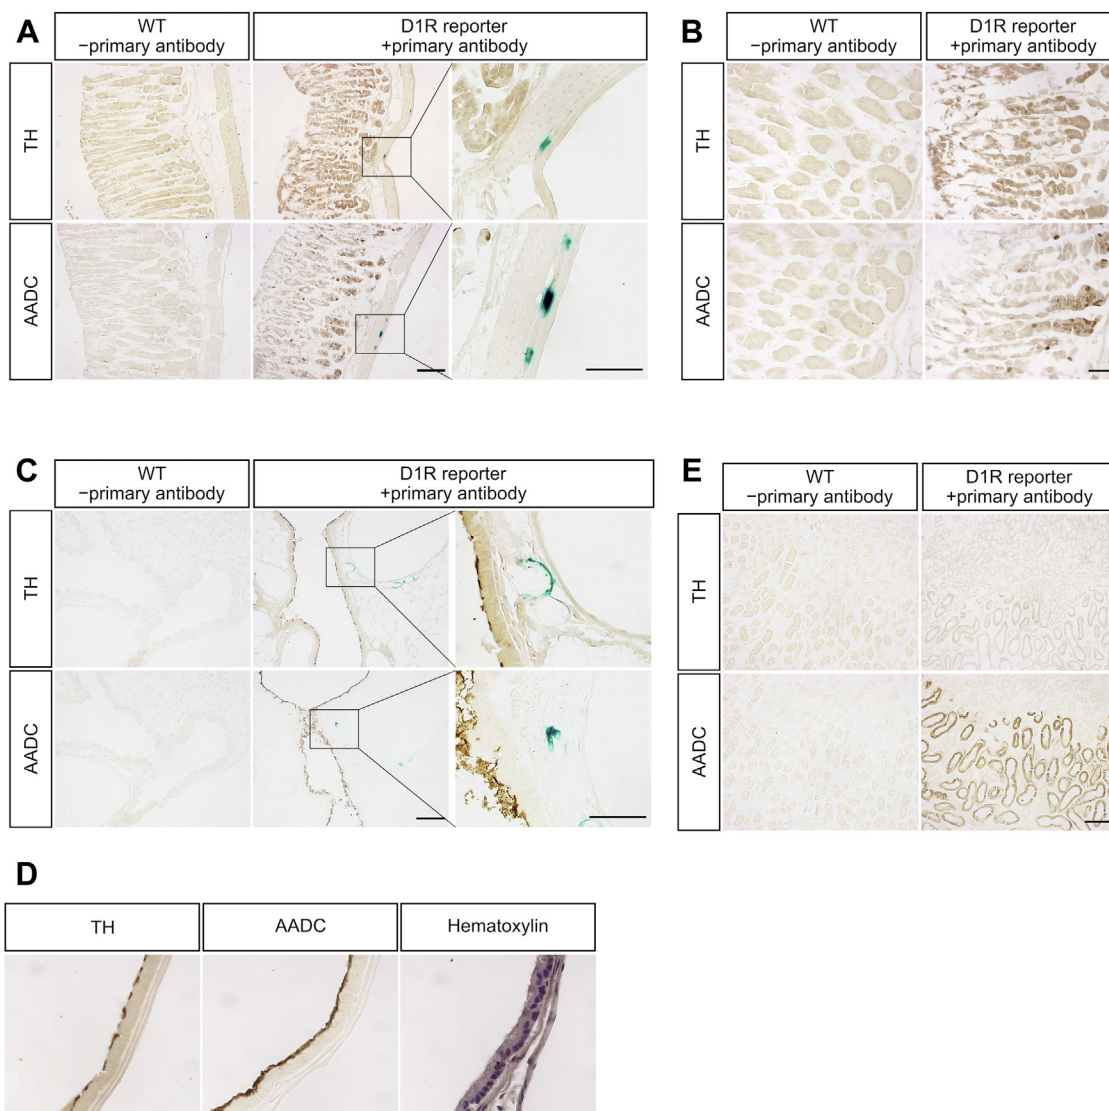 A
WT
−primary antibody
D1R reporter
+primary antibody
TH
AADC
B
WT
−primary antibody
D1R reporter
+primary antibody
TH
AADC
C
WT
−primary antibody
D1R reporter
+primary antibody
TH
AADC
E
WT
−primary antibody
D1R reporter
+primary antibody
TH
AADC
D
TH
AADC
Hematoxylin